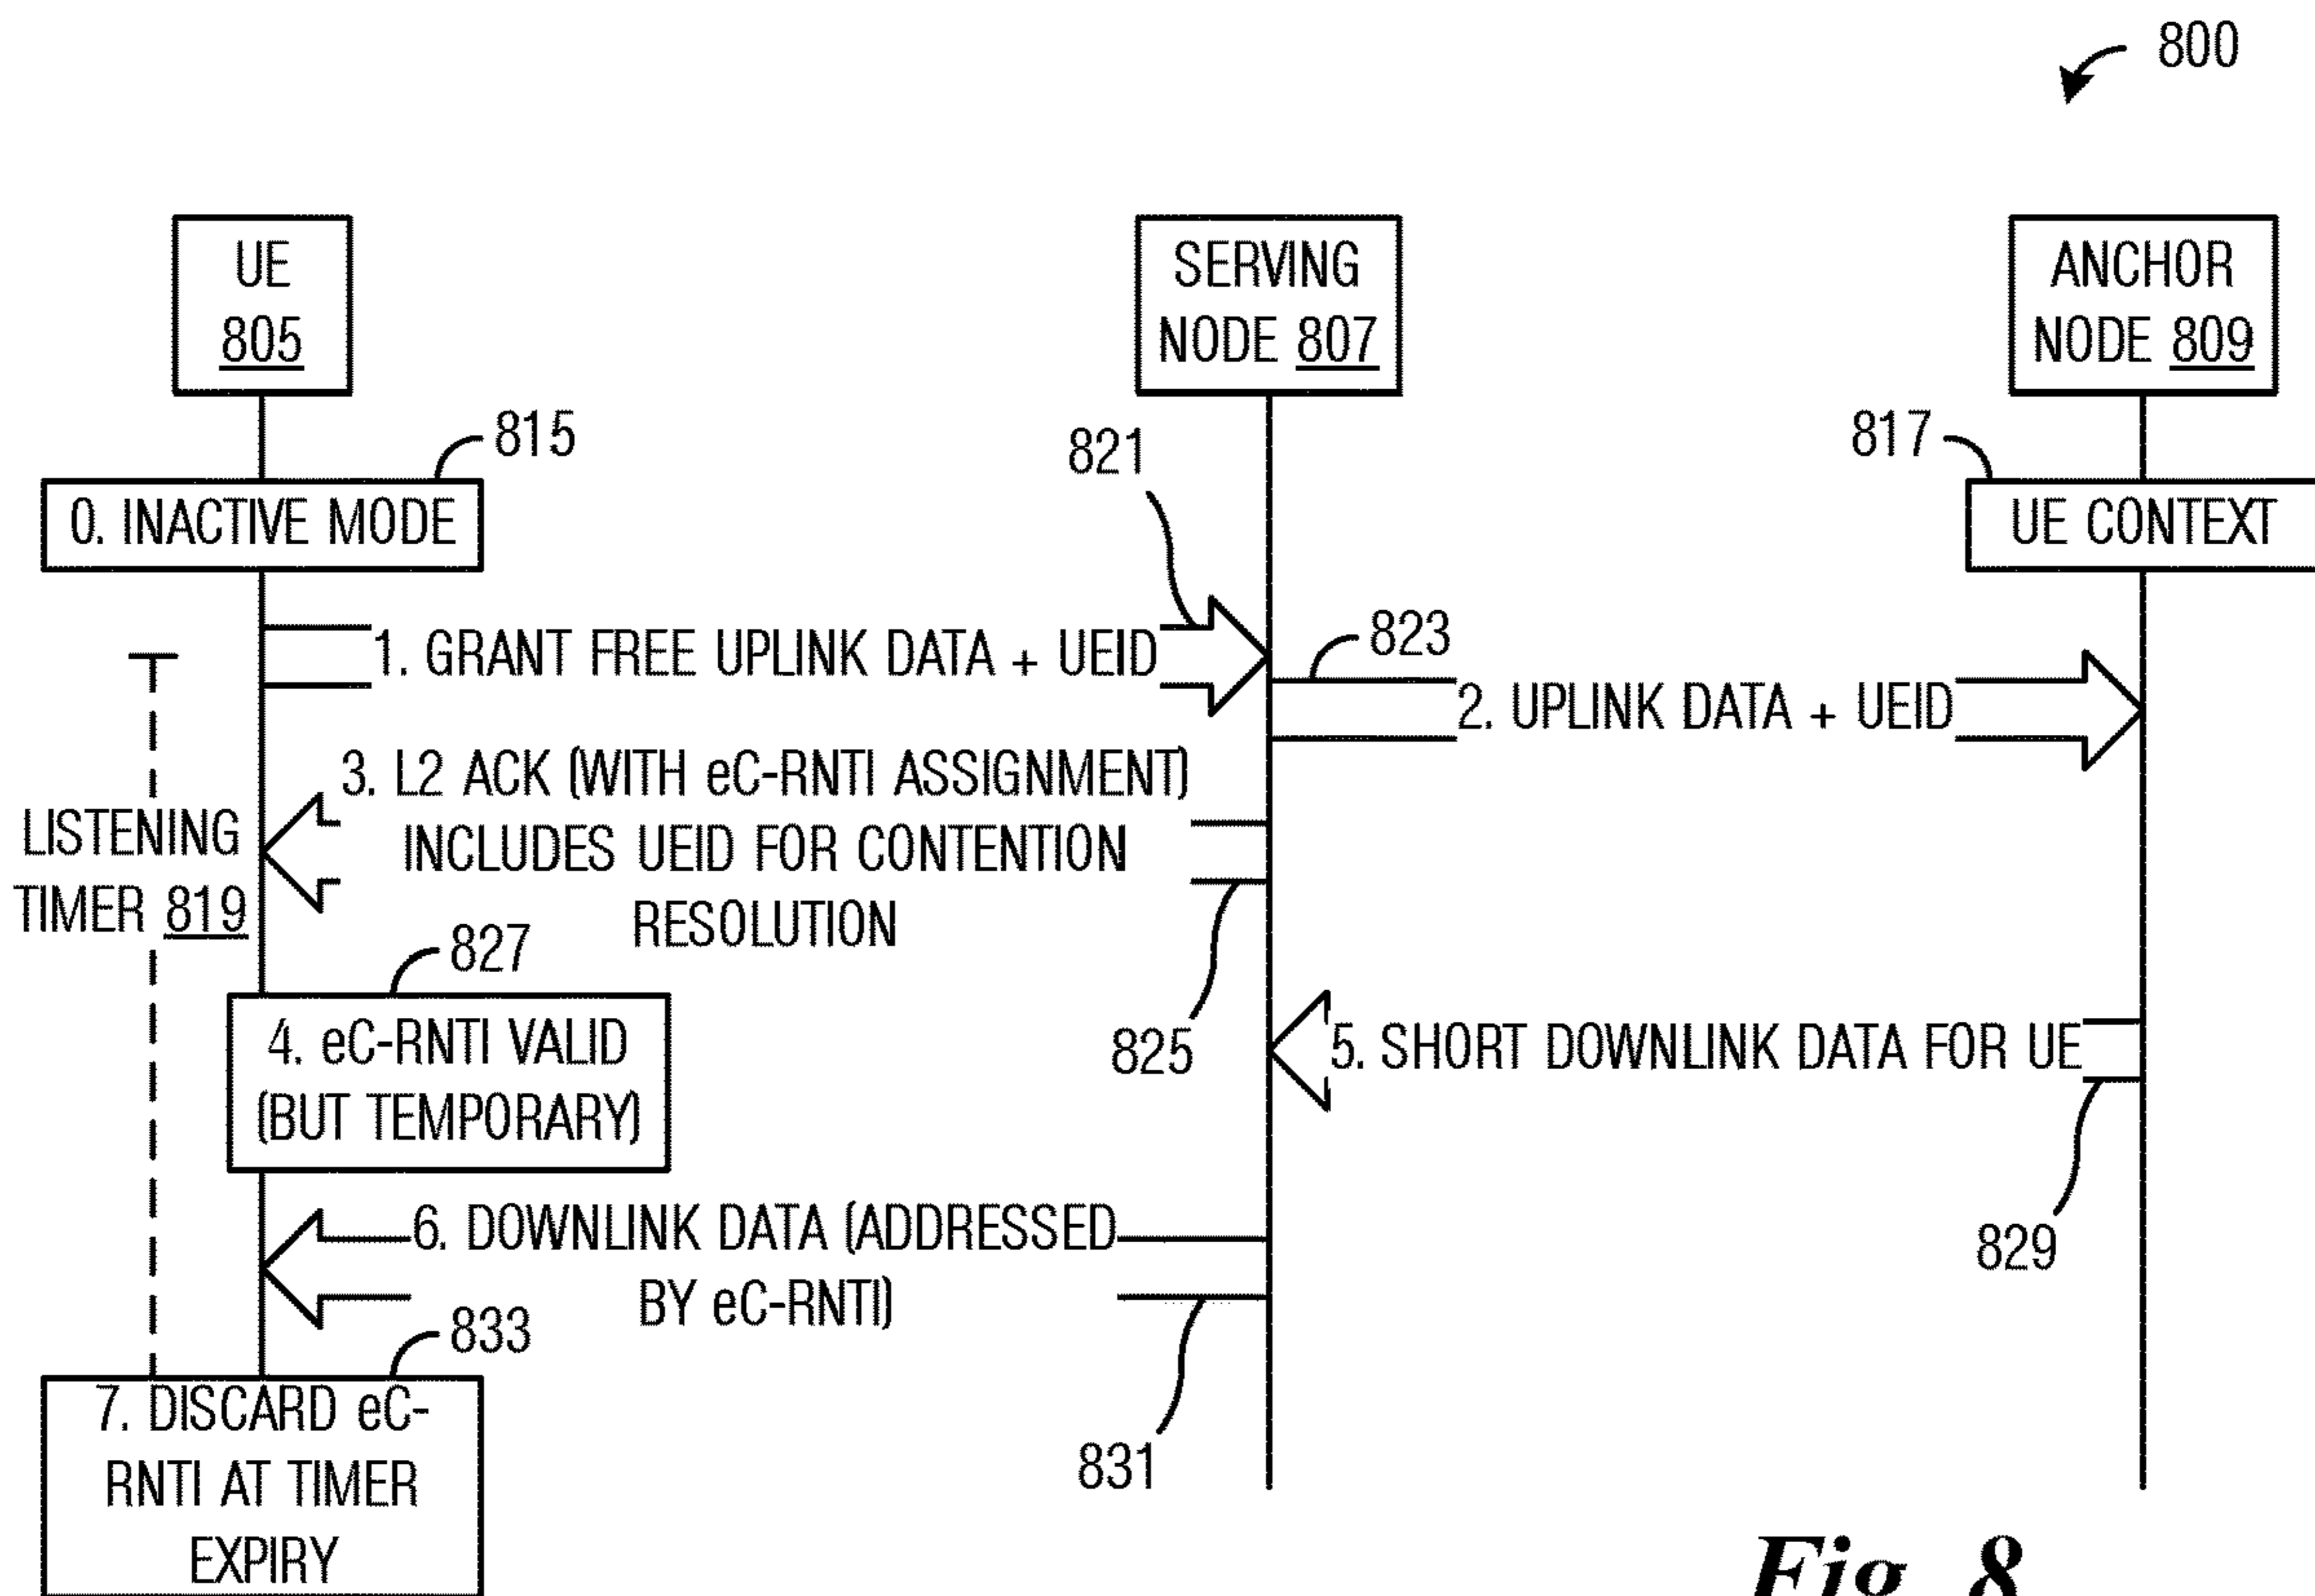 800
UE
805
SERVING
NODE 807
ANCHOR
NODE 809
815
821
817
0. INACTIVE MODE
UE CONTEXT
1. GRANT FREE UPLINK DATA + UEID
823
2. UPLINK DATA + UEID
3. L2 ACK (WITH eC-RNTI ASSIGNMENT)
INCLUDES UEID FOR CONTENTION
RESOLUTION
LISTENING
TIMER 819
827
825
4. eC-RNTI VALID
(BUT TEMPORARY)
5. SHORT DOWNLINK DATA FOR UE
829
6. DOWNLINK DATA (ADDRESSED
BY eC-RNTI)
833
831
7. DISCARD eC-
RNTI AT TIMER
EXPIRY
Fig. 8